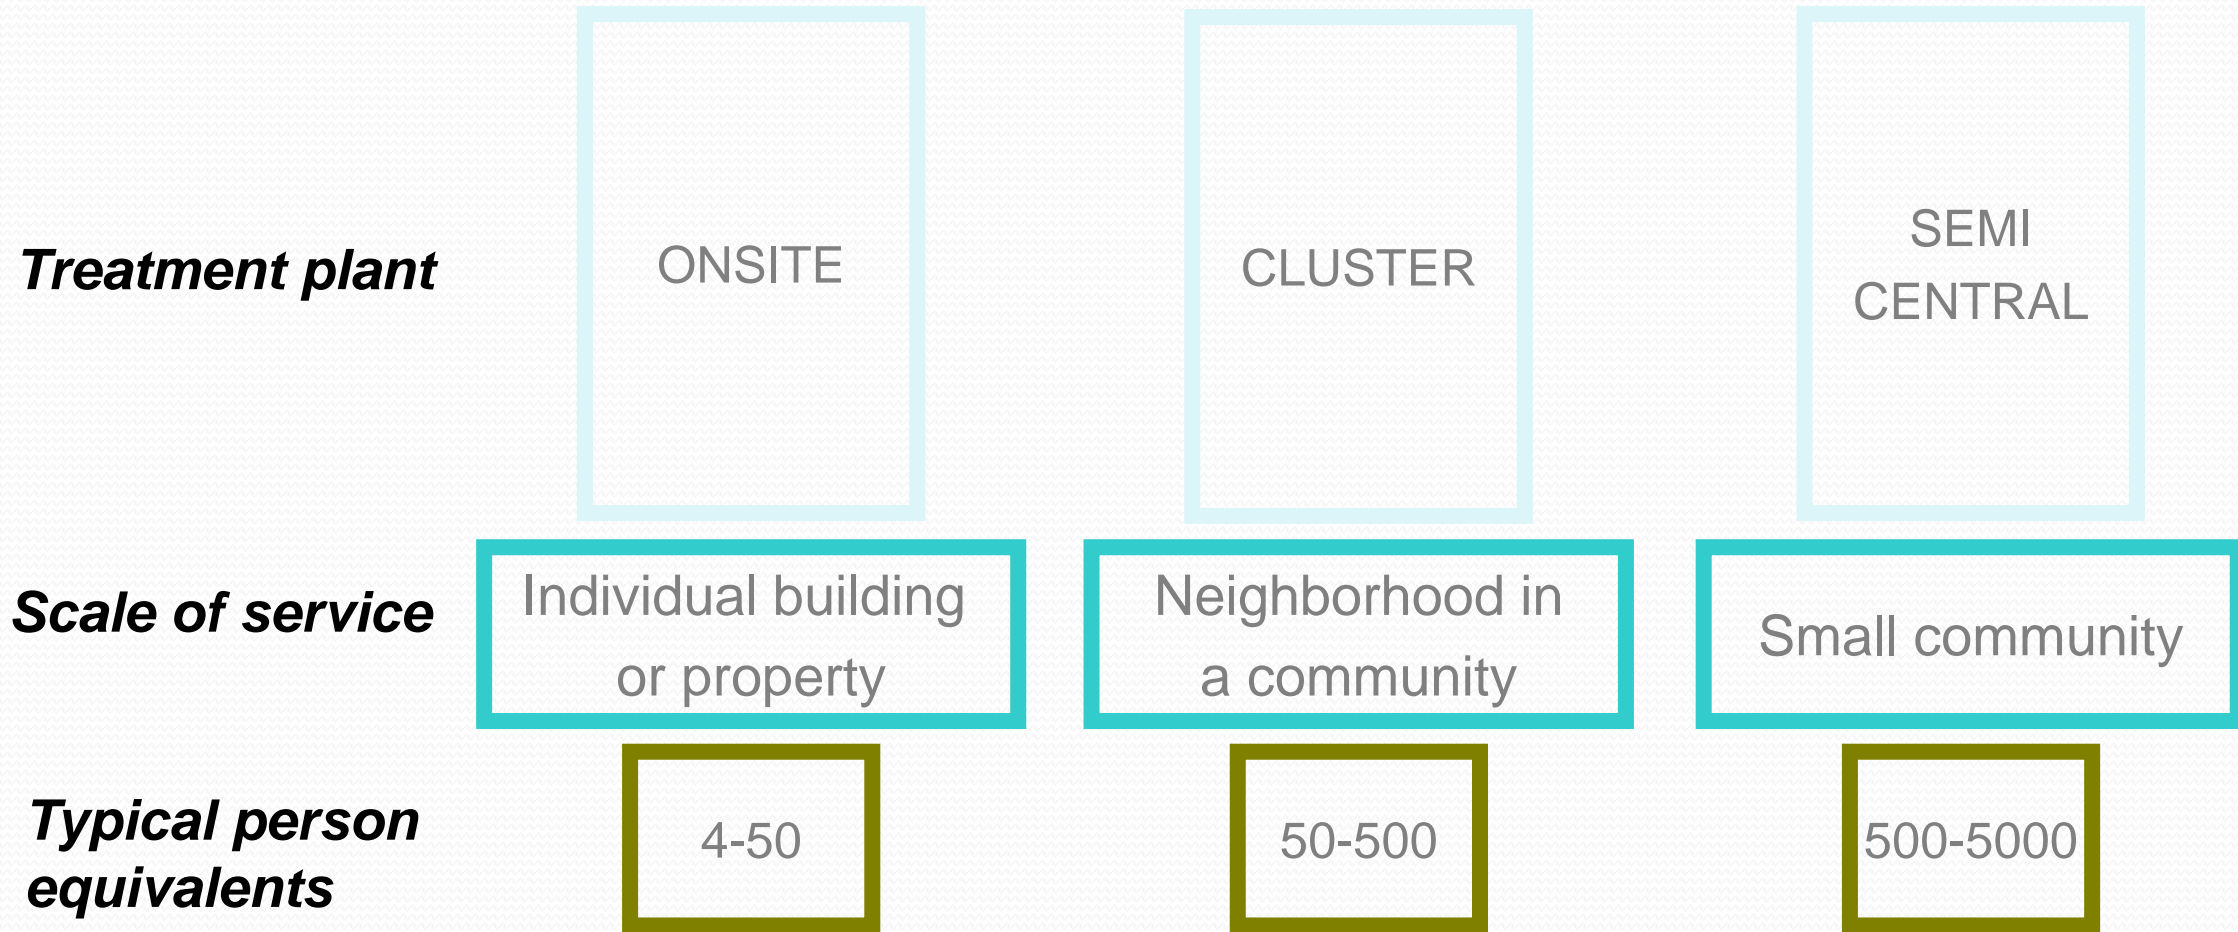 Treatment plant
ONSITE
CLUSTER
SEMI
CENTRAL
Scale of service
Individual building
or property
Neighborhood in
a community
Small community
Typical person
equivalents
4-50
50-500
500-5000